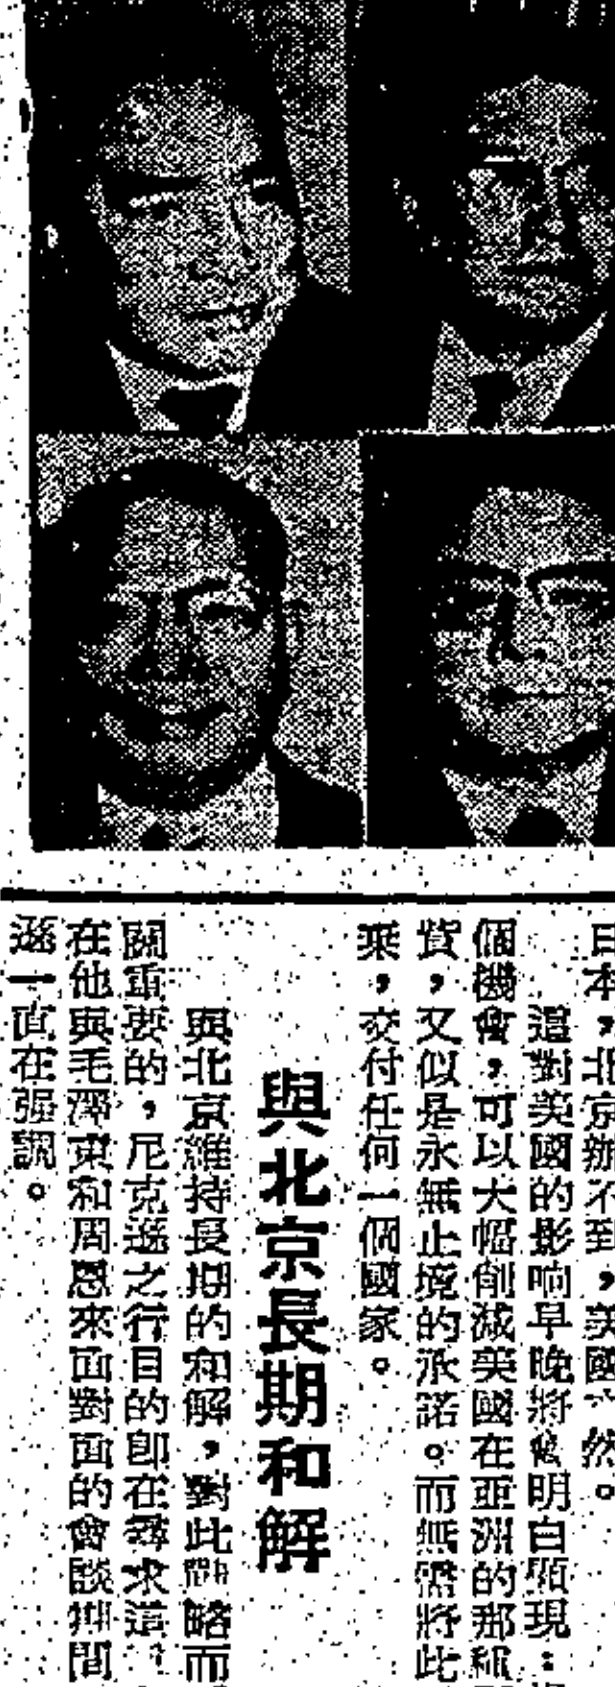 日本，北京辦不到，美國亦然。
這對美國的影响早晚將會明白顯現：
個機會，可以大幅削減美國在亞洲的那種
貨，又似是永無止境的承諾。而無需將此
乘，交付任何一個國家。
與北京長期和解
與北京維持長期的和解，對此戰略而
關重要的，尼克遜之行目的卽在尋求這
在他與毛澤東和周恩來面對面的會談期間
遜一直在强調。